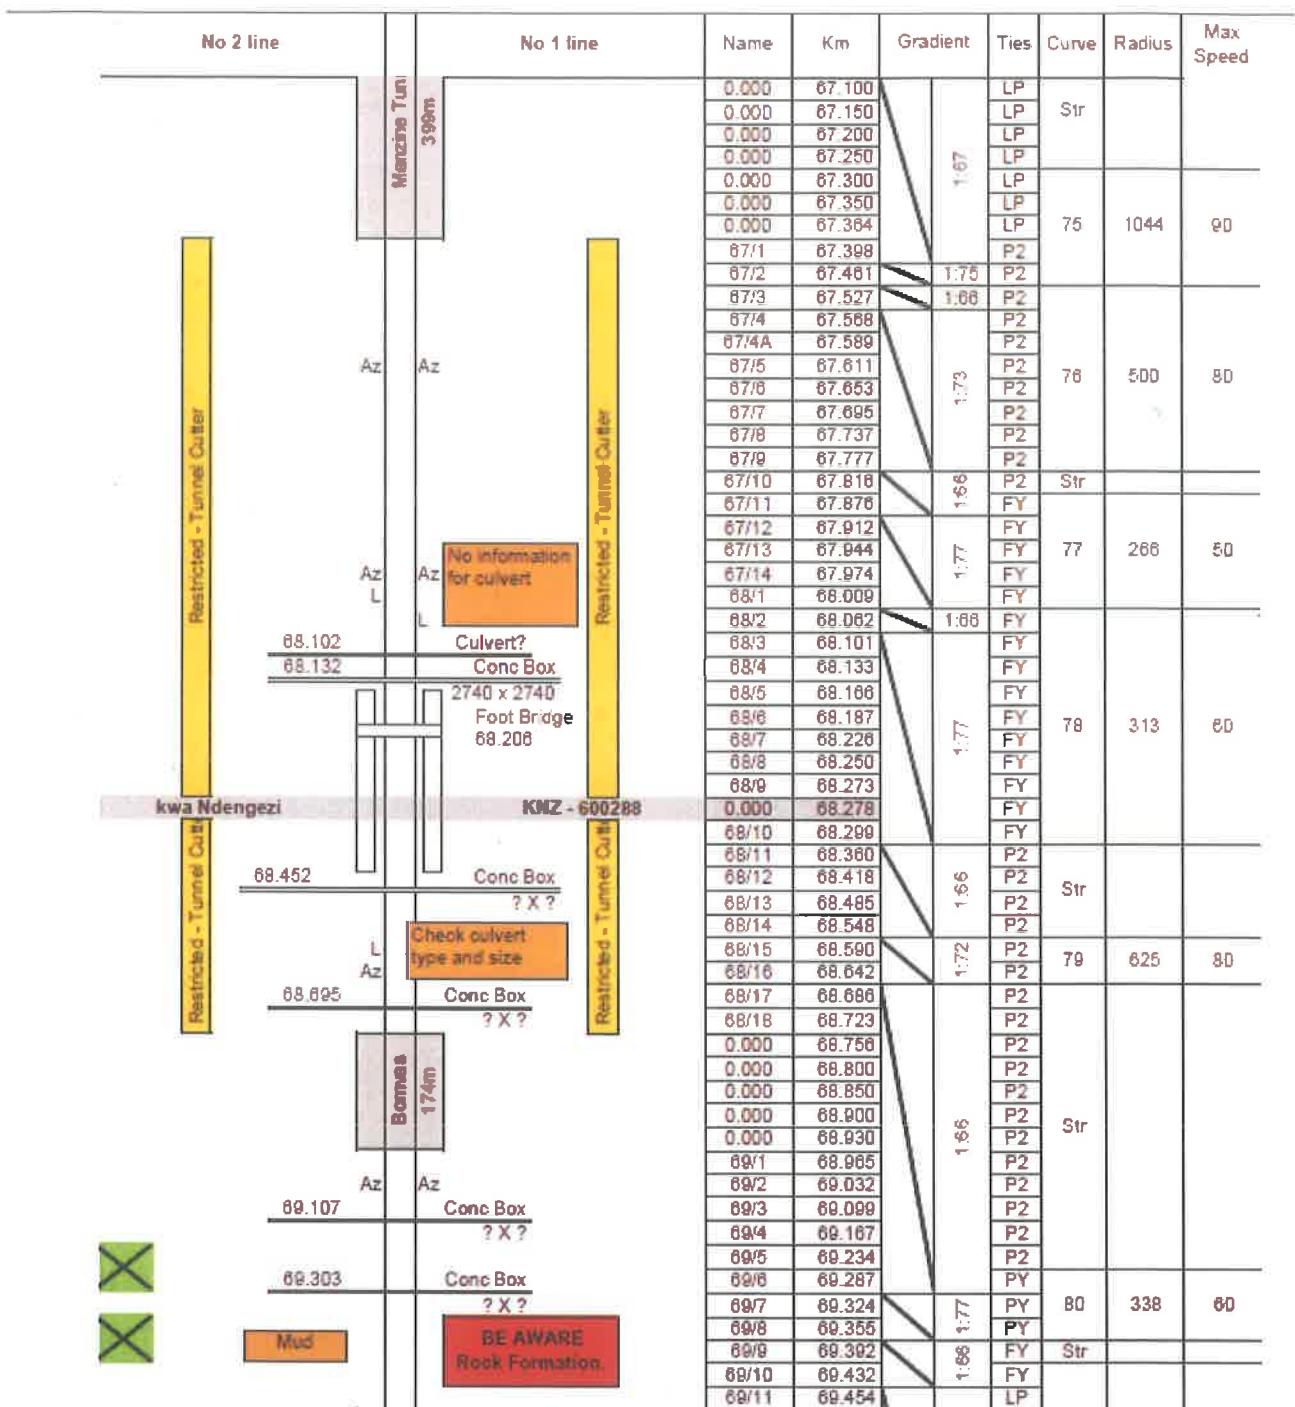 No 2 line No 1 line Name Km Gradient Ties Curve Radius Max Speed
Menzine Tun
399m
0.000 67.100 LP
0.000 67.150 LP Str
0.000 67.200 LP
0.000 67.250 LP 1:67
0.000 67.300 LP
0.000 67.350 LP
0.000 67.364 LP 75 1044 90
67/1 67.398 P2
67/2 67.461 1:75 P2
67/3 67.527 1:66 P2
67/4 67.568 P2
67/4A 67.589 P2
Az Az 67/5 67.611 P2
67/6 67.653 1:73 P2 76 500 80
67/7 67.695 P2
67/8 67.737 P2
67/9 67.777 P2
Restricted - Tunnel Cutter
Restricted - Tunnel Cutter
67/10 67.816 1:66 P2 Str
67/11 67.876 FY
67/12 67.912 FY
No information 67/13 67.944 1:77 FY 77 266 50
Az Az for culvert 67/14 67.974 FY
L 68/1 68.009 FY
L 68/2 68.062 1:66 FY
68.102 Culvert? 68/3 68.101 FY
68.132 Conc Box 68/4 68.133 FY
2740 x 2740 68/5 68.166 FY
Foot Bridge 68/6 68.187 FY 78 313 60
68.206 68/7 68.226 1:77 FY
68/8 68.250 FY
68/9 68.273 FY
kwa Ndengezi KNZ - 600288 0.000 68.278 FY
68/10 68.299 FY
68/11 68.360 P2
68.452 Conc Box 68/12 68.418 1:66 P2 Str
? X ? 68/13 68.485 P2
68/14 68.548 P2
Restricted - Tunnel Cutte
Restricted - Tunnel Cutte
Check culvert
L type and size 68/15 68.590 1:72 P2 79 625 80
Az 68/16 68.642 P2
68.695 Conc Box 68/17 68.686 P2
? X ? 68/18 68.723 P2
0.000 68.756 P2
Bomvas
174m
0.000 68.800 P2
0.000 68.850 P2
0.000 68.900 P2
0.000 68.930 1:66 P2 Str
69/1 68.965 P2
Az Az 69/2 69.032 P2
69.107 Conc Box 69/3 69.099 P2
? X ? 69/4 69.167 P2
69/5 69.234 P2
69.303 Conc Box 69/6 69.287 PY
? X ? 69/7 69.324 1:77 PY 80 338 60
Mud BE AWARE 69/8 69.355 PY
Rock Formation. 69/9 69.392 1:66 FY Str
69/10 69.432 FY
69/11 69.454 LP